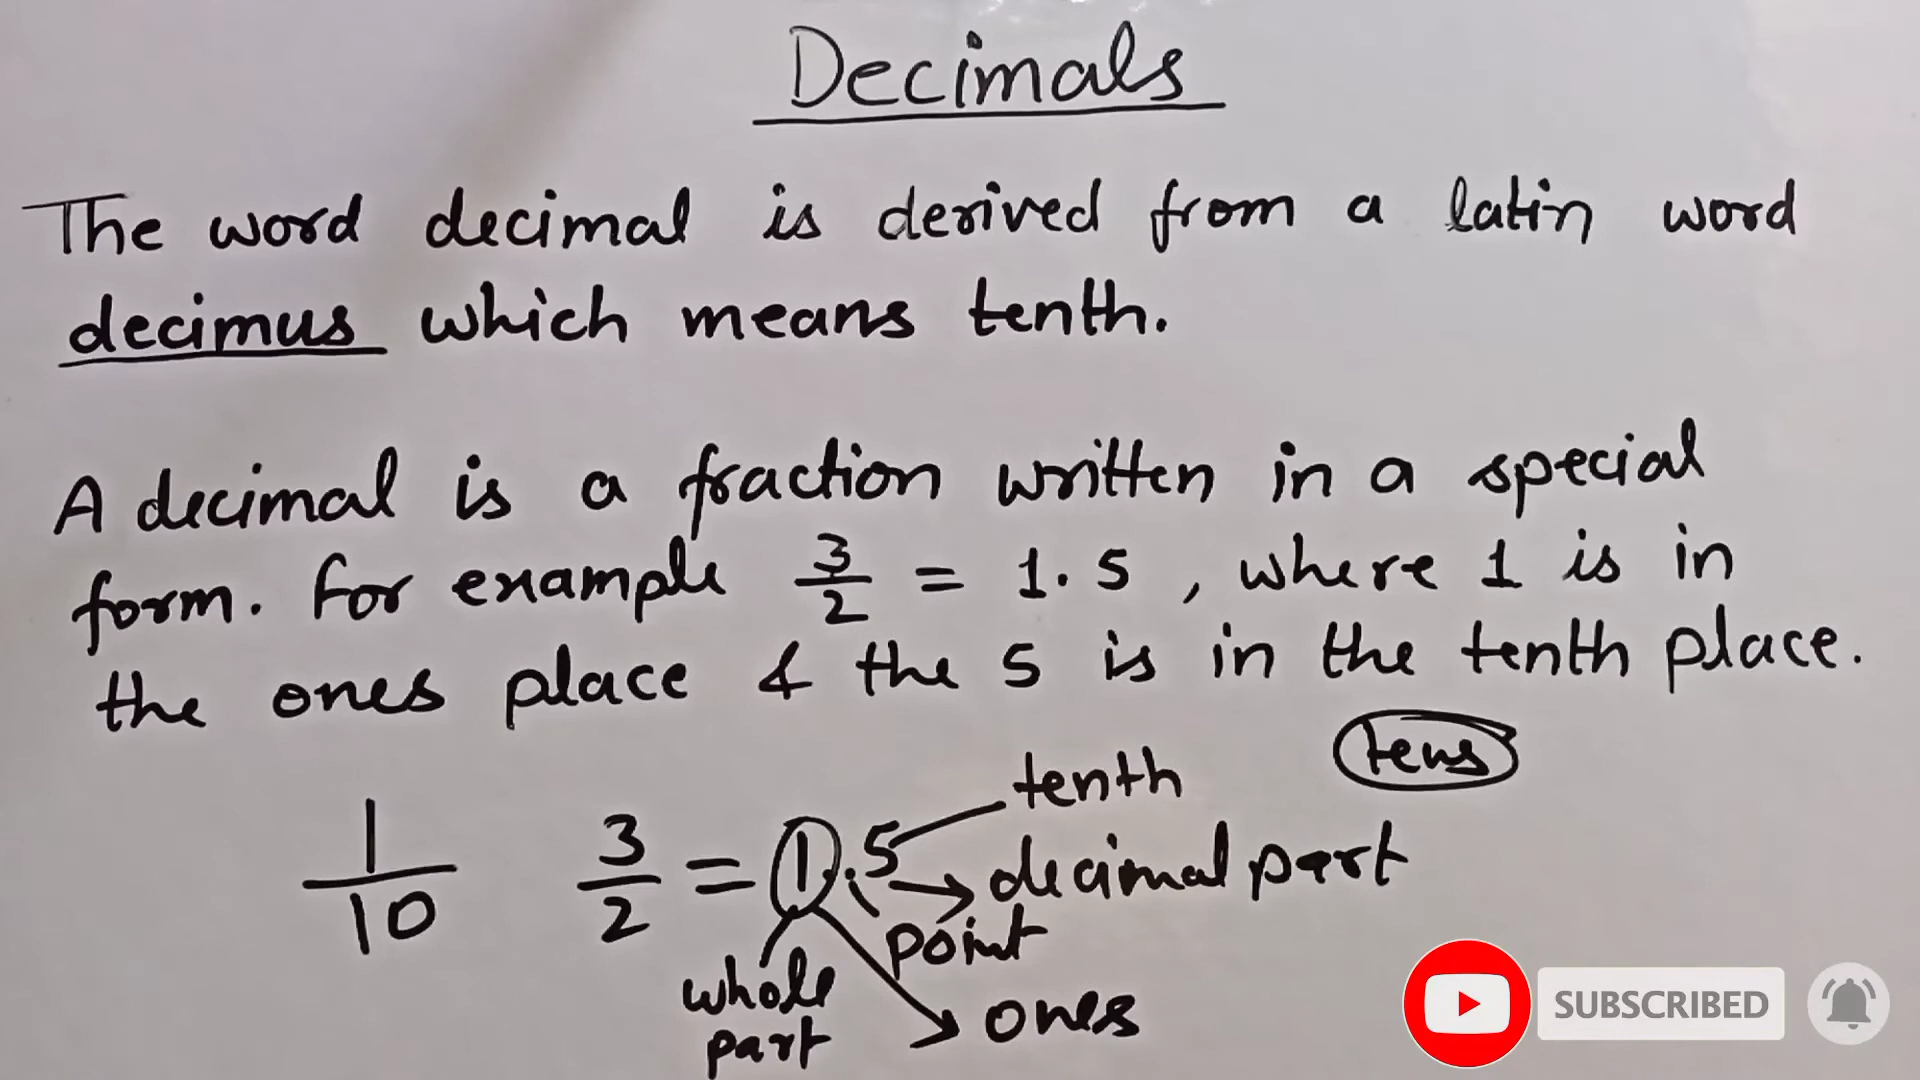 Decimals
The word decimal is derived from a latin word
decimus which means tenth.
A decimal is a fraction written in a special
form. For example 3/2 = 1.5, where 1 is in
the ones place & the 5 is in the tenth place.
tens
tenth
1/10 3/2 = 1.5 decimal part
point
whole part
ones
SUBSCRIBED